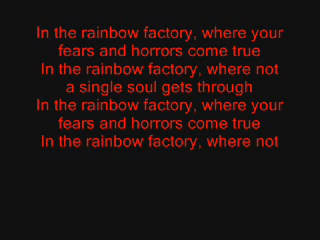 In the rainbow factory, where your
fears and horrors come true
In the rainbow factory, where not
a single soul gets through
In the rainbow factory, where your
fears and horrors come true
In the rainbow factory, where not